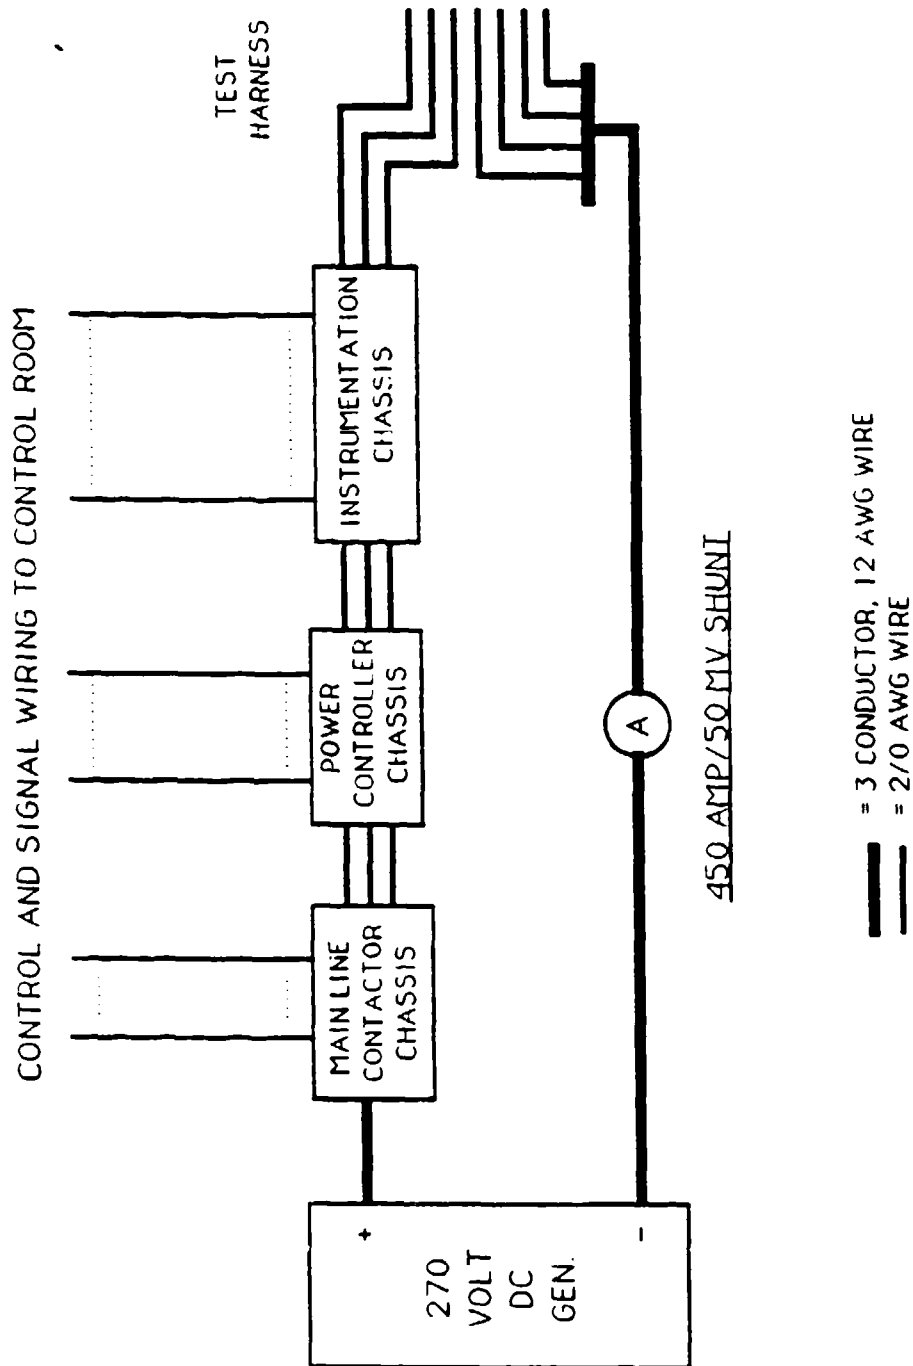 CONTROL AND SIGNAL WIRING TO CONTROL ROOM
TEST
HARNESS
270
VOLT
DC
GEN.
+
-
MAIN LINE
CONTACTOR
CHASSIS
POWER
CONTROLLER
CHASSIS
INSTRUMENTATION
CHASSIS
A
450 AMP/50 MV SHUNT
= 3 CONDUCTOR, 12 AWG WIRE
= 2/0 AWG WIRE